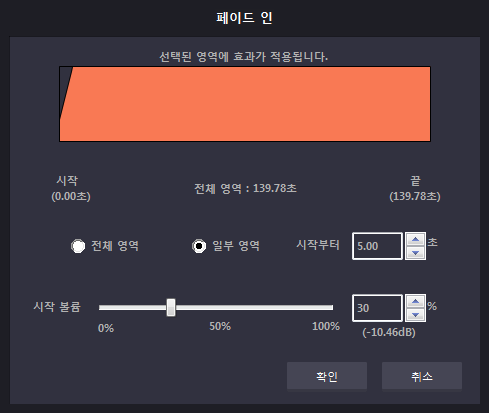 페이드 인
선택된 영역에 효과가 적용됩니다.
시작 끝
(0.00초) 전체 영역 : 139.78초 (139.78초)
전체 영역 일부 영역 시작부터 5.00 초
시작 볼륨 30 %
0% 50% 100%
(-10.46dB)
확인 취소